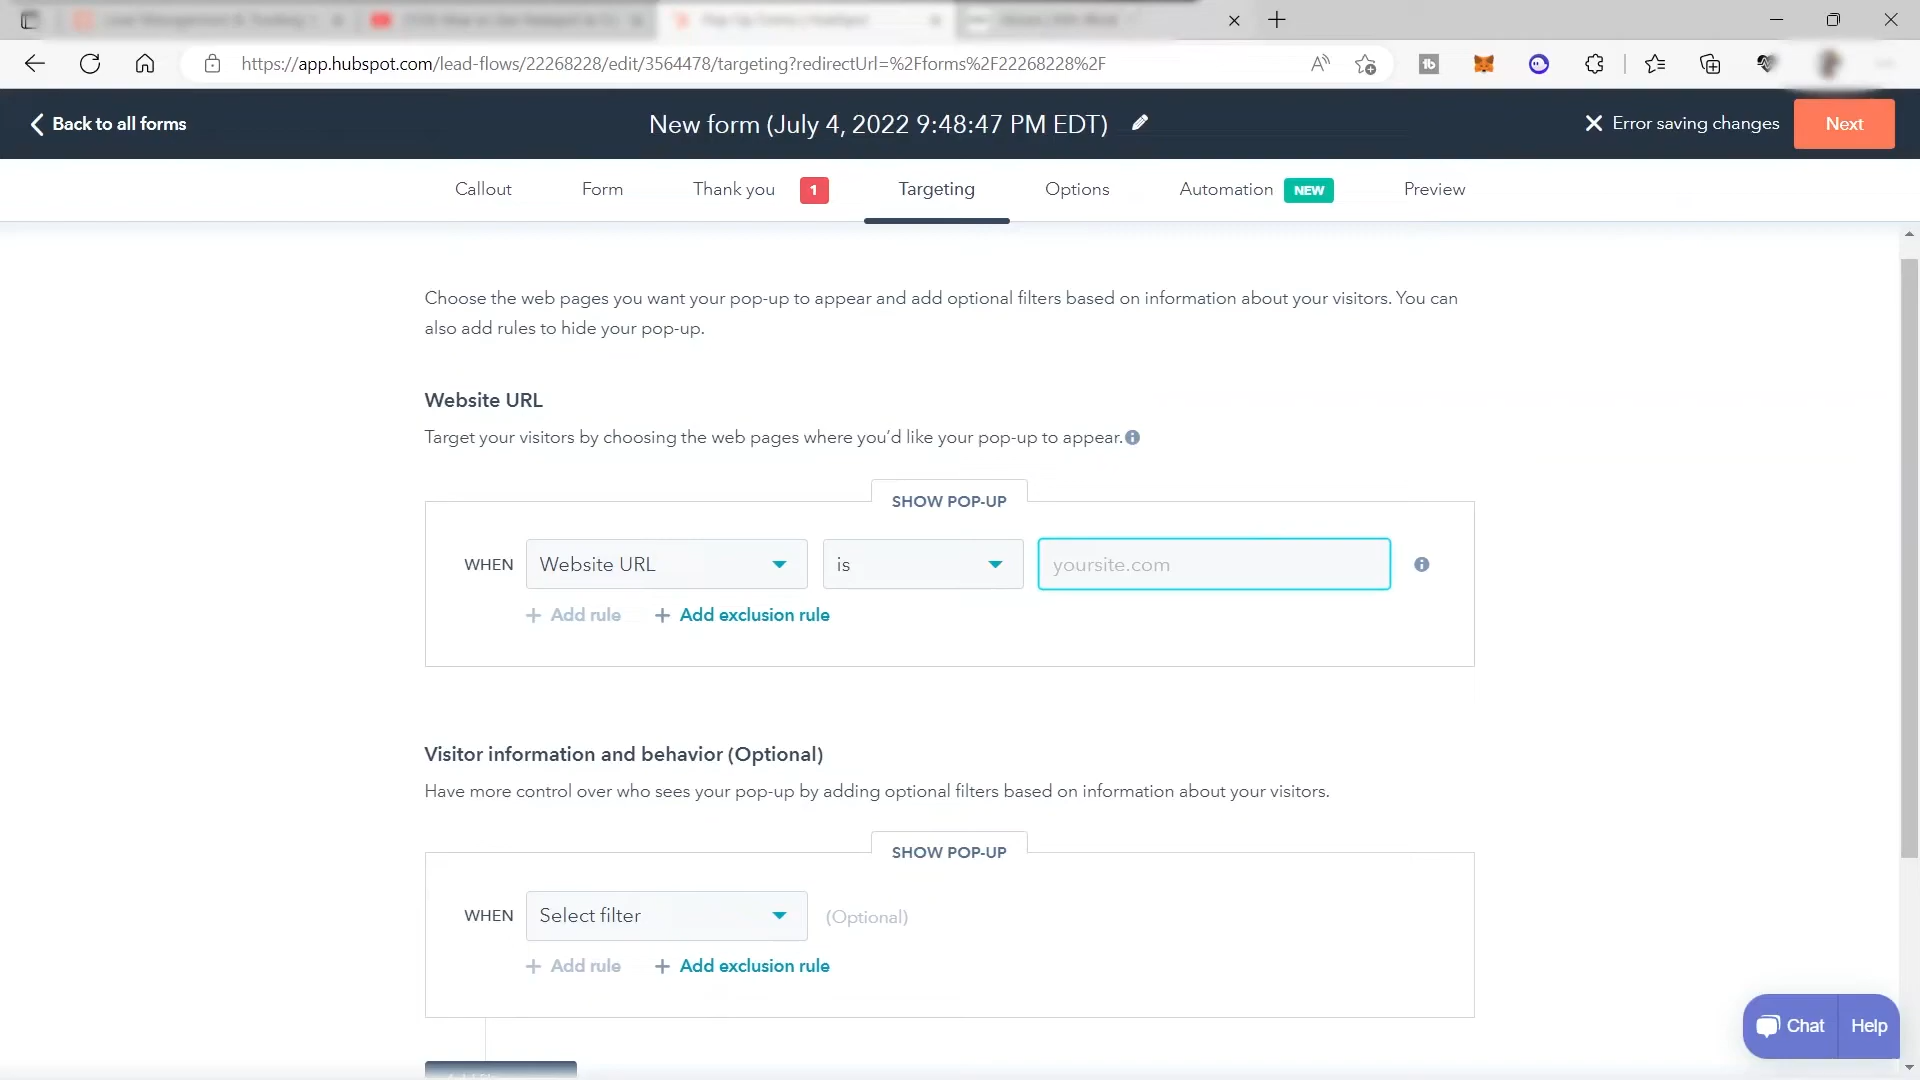 https://app.hubspot.com/lead-flows/22268228/edit/3564478/targeting?redirectUrl=%2Fforms%2F22268228%2F
Back to all forms
New form (July 4, 2022 9:48:47 PM EDT)
Error saving changes
Next
Callout
Form
Thank you
1
Targeting
Options
Automation
NEW
Preview
Choose the web pages you want your pop-up to appear and add optional filters based on information about your visitors. You can
also add rules to hide your pop-up.
Website URL
Target your visitors by choosing the web pages where you’d like your pop-up to appear.
SHOW POP-UP
WHEN
Website URL
is
yoursite.com
+ Add rule
+ Add exclusion rule
Visitor information and behavior (Optional)
Have more control over who sees your pop-up by adding optional filters based on information about your visitors.
SHOW POP-UP
WHEN
Select filter
(Optional)
+ Add rule
+ Add exclusion rule
Chat
Help